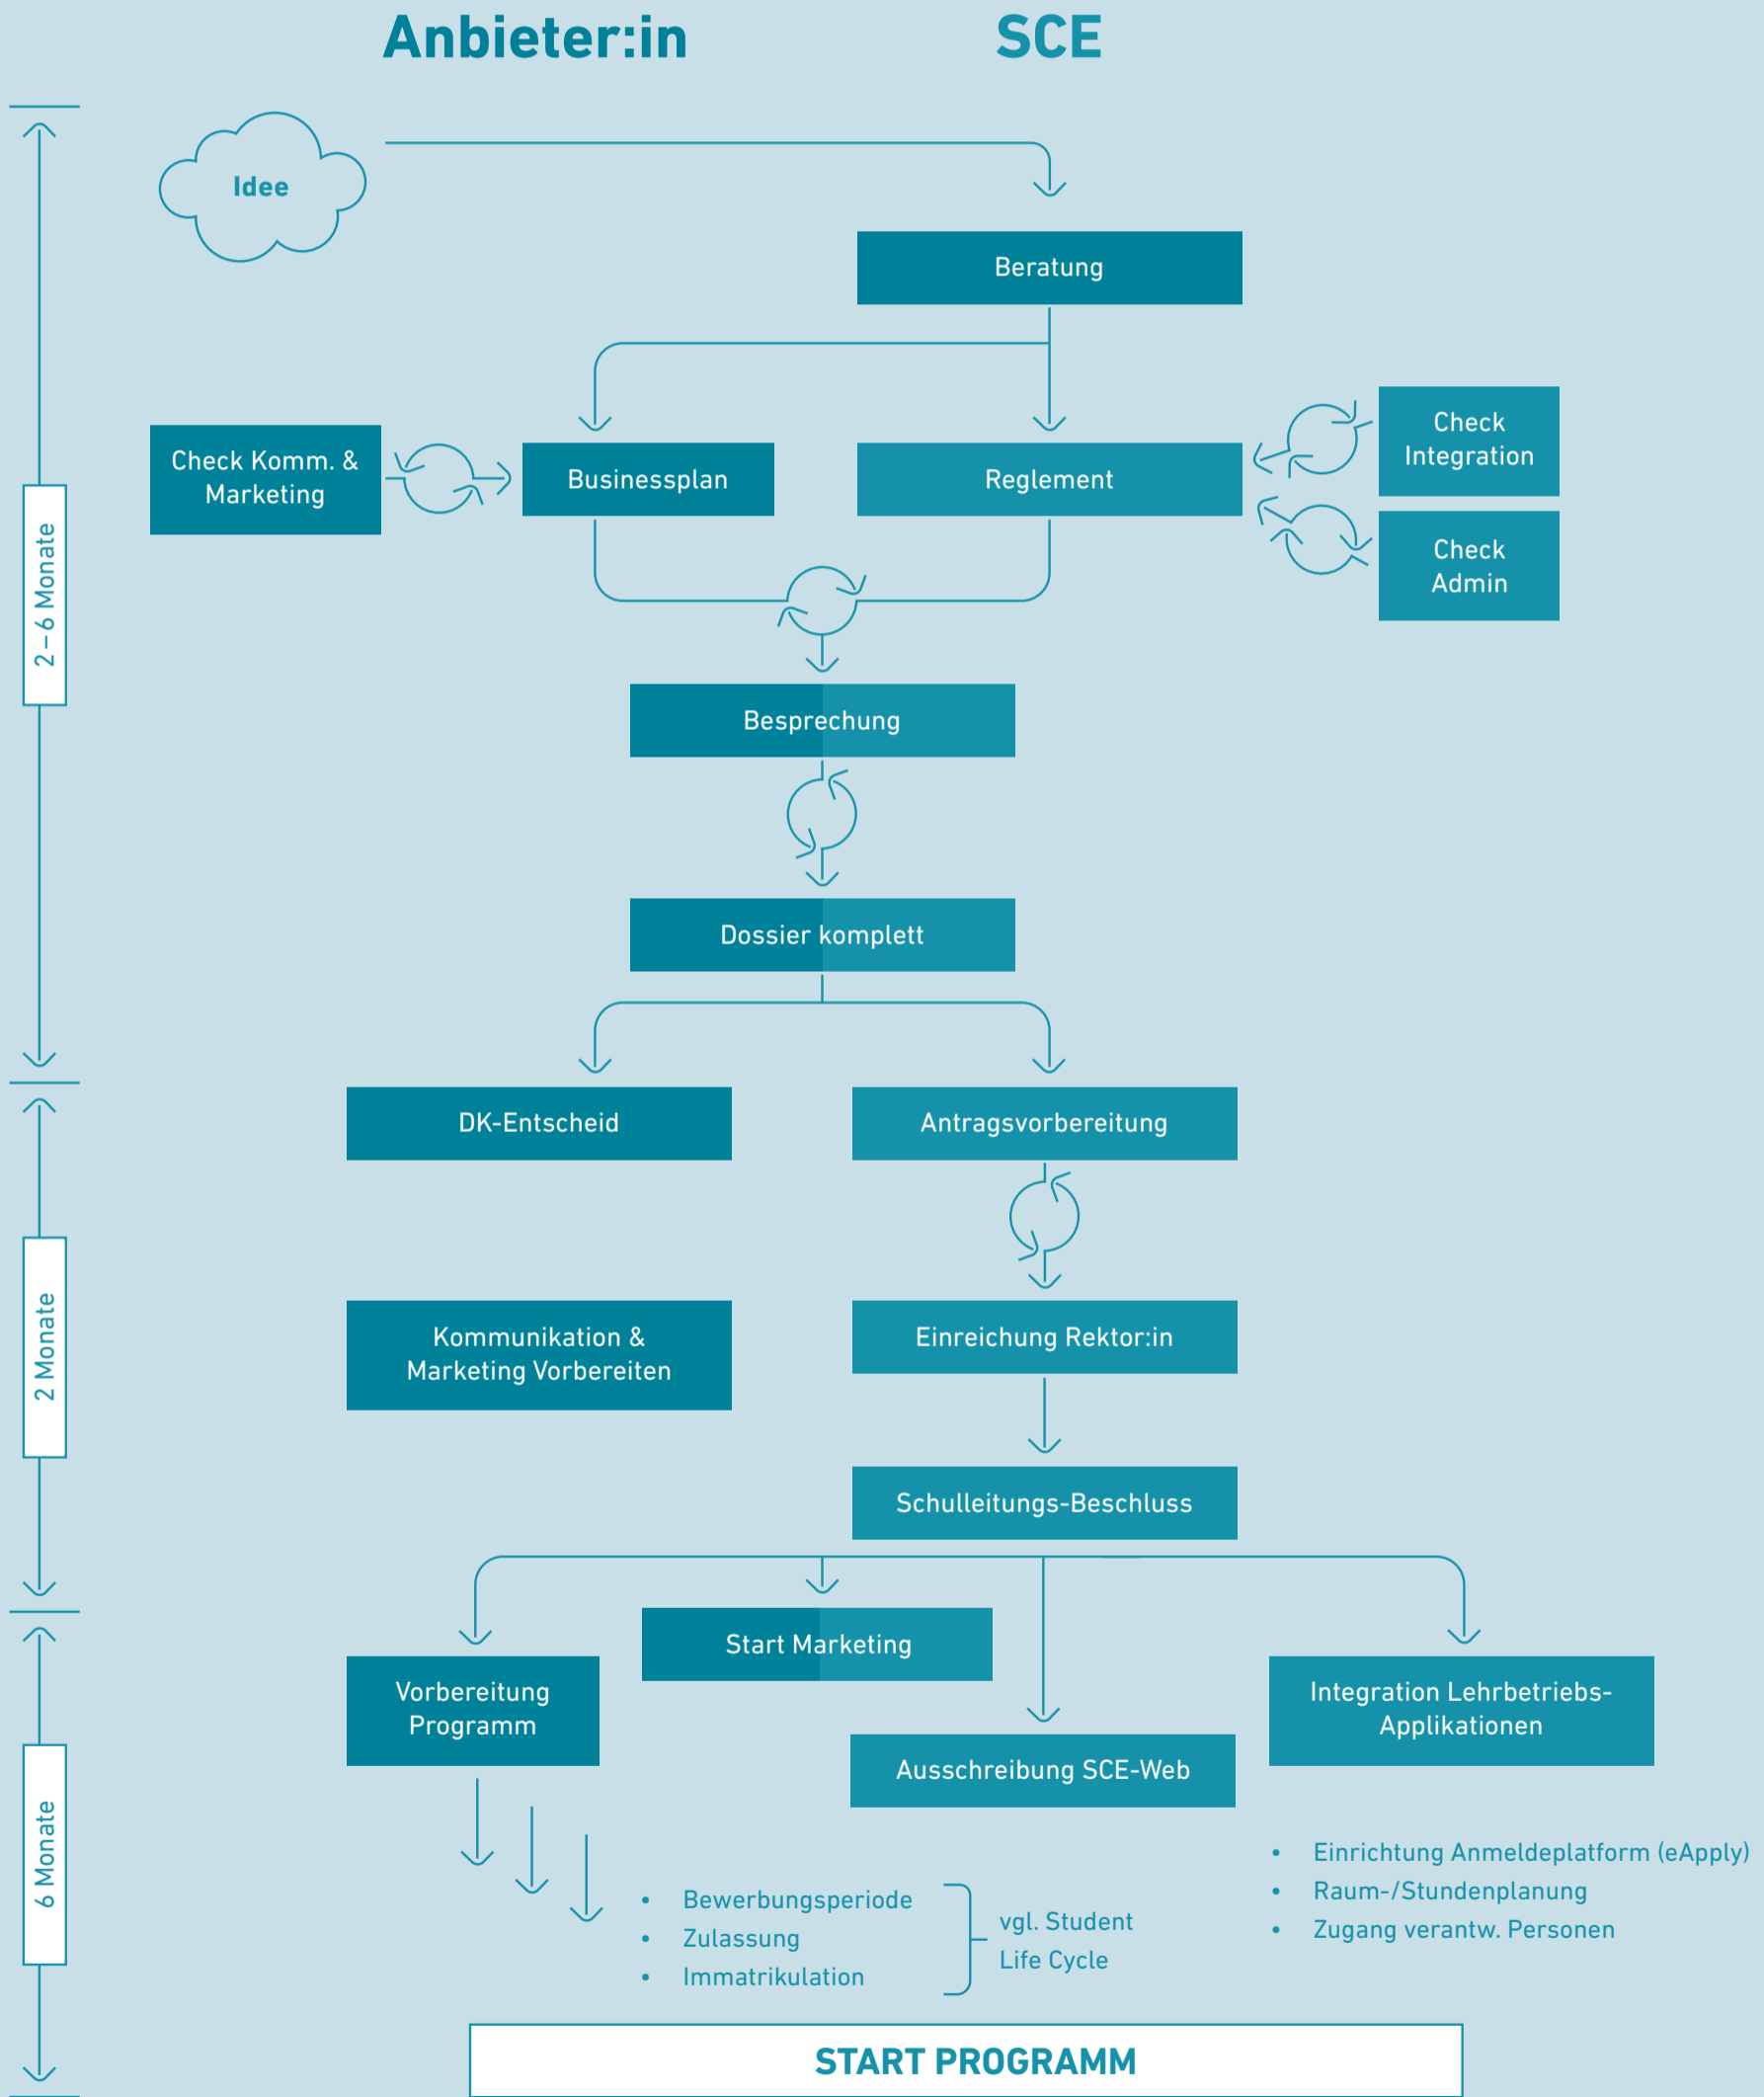 Anbieter:in
SCE
Idee
Beratung
Check Komm. &
Marketing
Businessplan
Reglement
Check
Integration
Check
Admin
2–6 Monate
Besprechung
Dossier komplett
DK-Entscheid
Antragsvorbereitung
2 Monate
Kommunikation &
Marketing Vorbereiten
Einreichung Rektor:in
Schulleitungs-Beschluss
6 Monate
Vorbereitung
Programm
Start Marketing
Ausschreibung SCE-Web
Integration Lehrbetriebs-
Applikationen
• Bewerbungsperiode
• Zulassung
• Immatrikulation
vgl. Student
Life Cycle
• Einrichtung Anmeldeplatform (eApply)
• Raum-/Stundenplanung
• Zugang verantw. Personen
START PROGRAMM